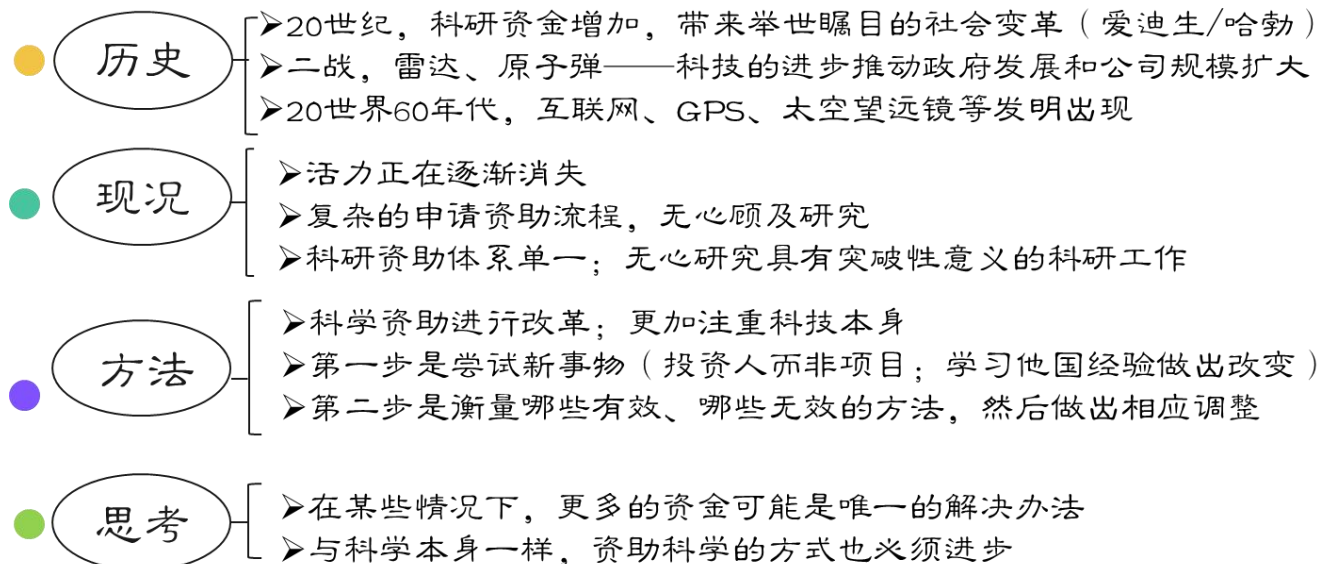 历史
➢20世纪，科研资金增加，带来举世瞩目的社会变革（爱迪生/哈勃）
➢二战，雷达、原子弹——科技的进步推动政府发展和公司规模扩大
➢20世界60年代，互联网、GPS、太空望远镜等发明出现
现况
➢活力正在逐渐消失
➢复杂的申请资助流程，无心顾及研究
➢科研资助体系单一；无心研究具有突破性意义的科研工作
方法
➢科学资助进行改革；更加注重科技本身
➢第一步是尝试新事物（投资人而非项目；学习他国经验做出改变）
➢第二步是衡量哪些有效、哪些无效的方法，然后做出相应调整
思考
➢在某些情况下，更多的资金可能是唯一的解决办法
➢与科学本身一样，资助科学的方式也必须进步